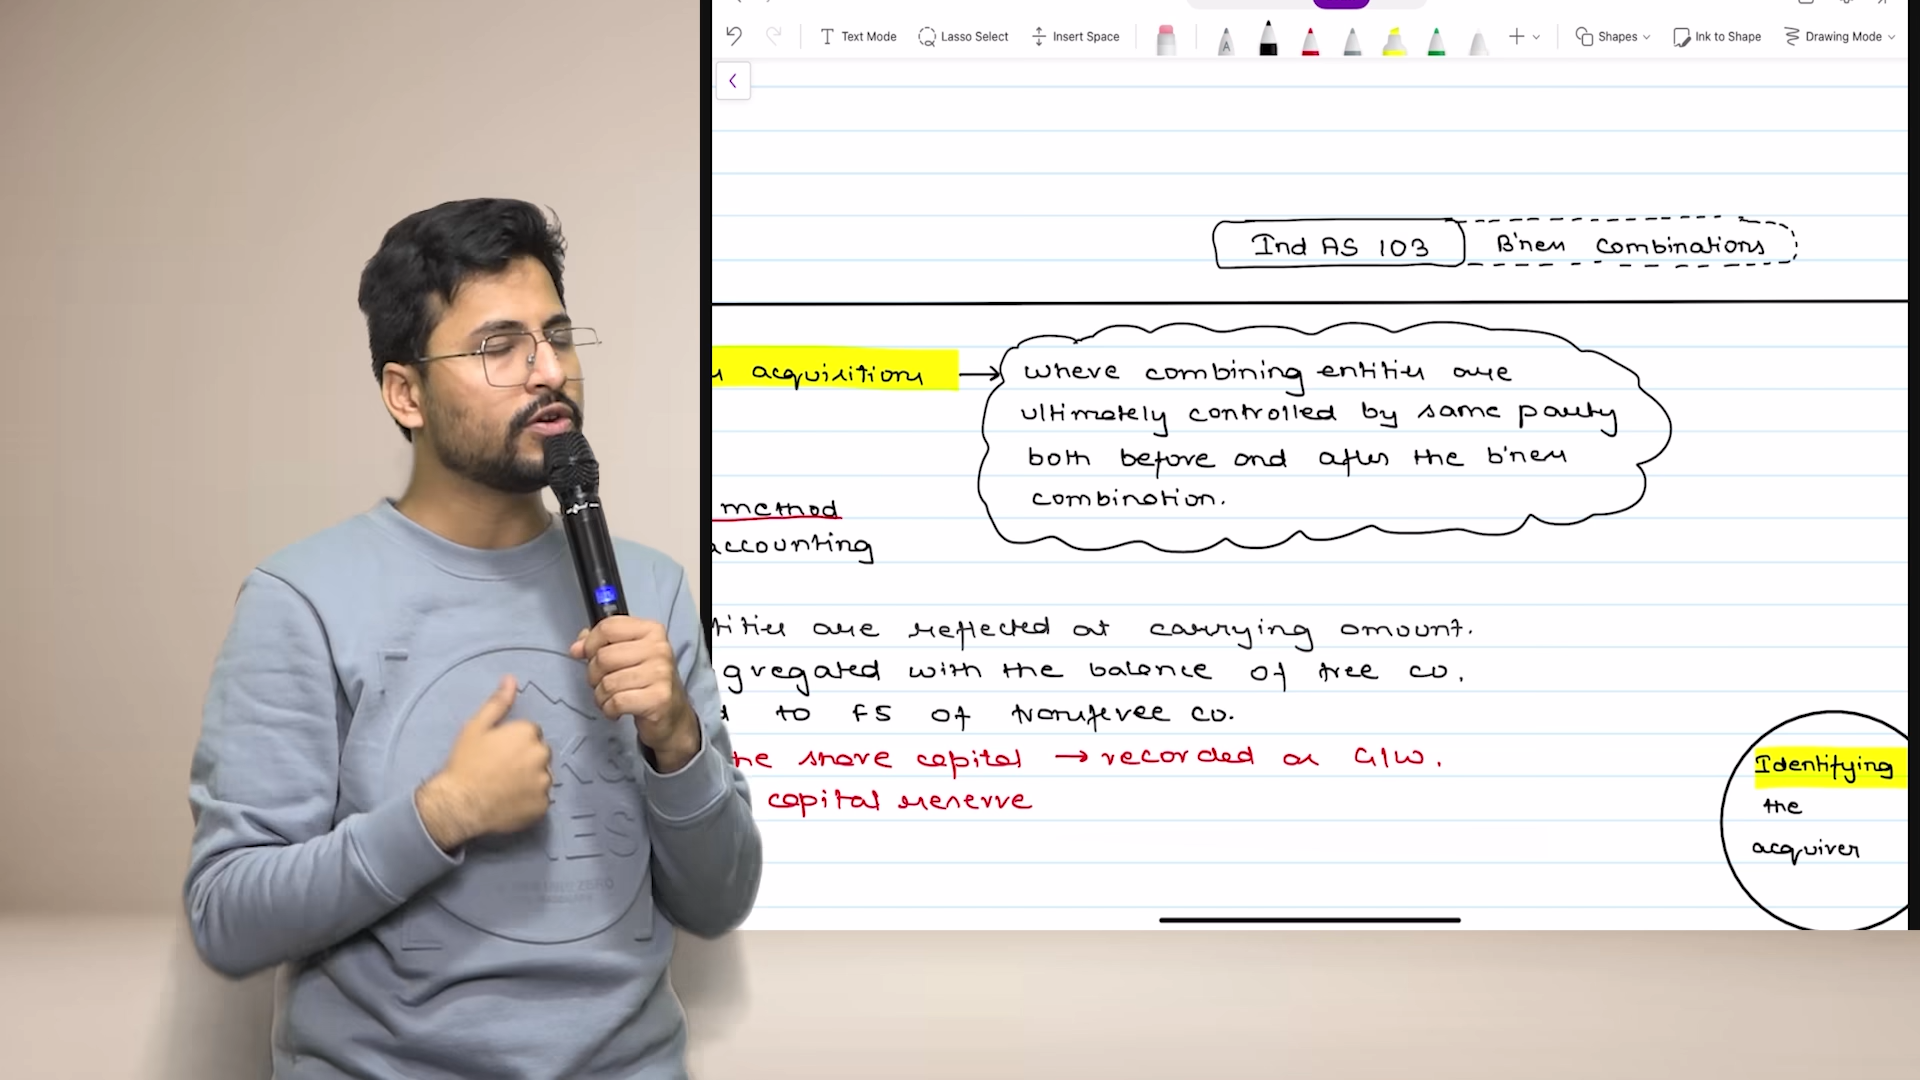 Text Mode Lasso Select Insert Space Shapes Ink to Shape Drawing Mode
Ind AS 103 B'ness Combinations
acquisitions → where combining entities are
ultimately controlled by same party
both before and after the b'ness
combination.
method
accounting
are reflected at carrying amount.
gregated with the balance of tree co.
to FS of transferee co.
share capital → recorded as G/W.
capital reserve
Identifying
the
acquirer